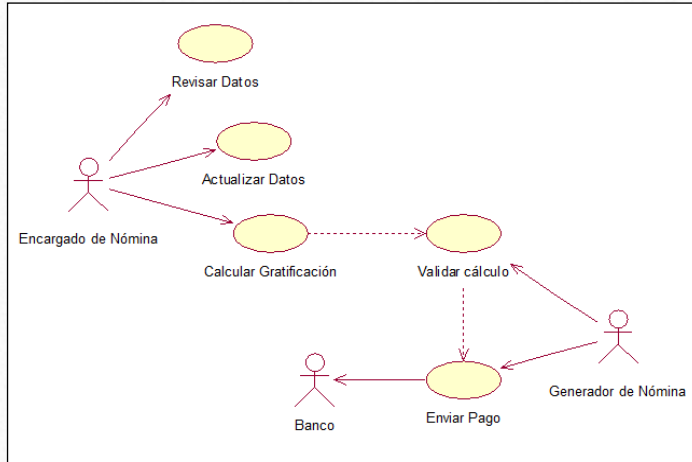 Revisar Datos
Actualizar Datos
Encargado de Nómina
Calcular Gratificación
Validar cálculo
Generador de Nómina
Banco
Enviar Pago